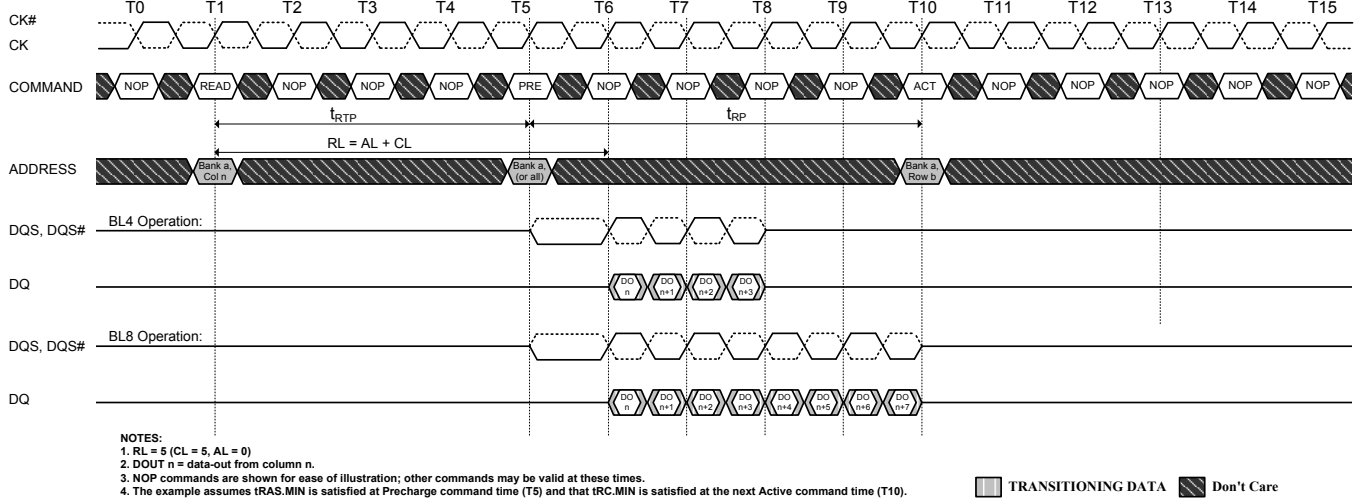 T0 T1 T2 T3 T4 T5 T6 T7 T8 T9 T10 T11 T12 T13 T14 T15
CK#
CK
COMMAND NOP READ NOP NOP NOP PRE NOP NOP NOP NOP ACT NOP NOP NOP NOP NOP
tRTP tRP
RL = AL + CL
ADDRESS
Bank a, Col n
Bank a, (or all)
Bank a, Row b
BL4 Operation:
DQS, DQS#
DQ
DO n
DO n+1
DO n+2
DO n+3
BL8 Operation:
DQS, DQS#
DQ
DO n
DO n+1
DO n+2
DO n+3
DO n+4
DO n+5
DO n+6
DO n+7
NOTES:
1. RL = 5 (CL = 5, AL = 0)
2. DOUT n = data-out from column n.
3. NOP commands are shown for ease of illustration; other commands may be valid at these times.
4. The example assumes tRAS.MIN is satisfied at Precharge command time (T5) and that tRC.MIN is satisfied at the next Active command time (T10).
TRANSITIONING DATA Don't Care